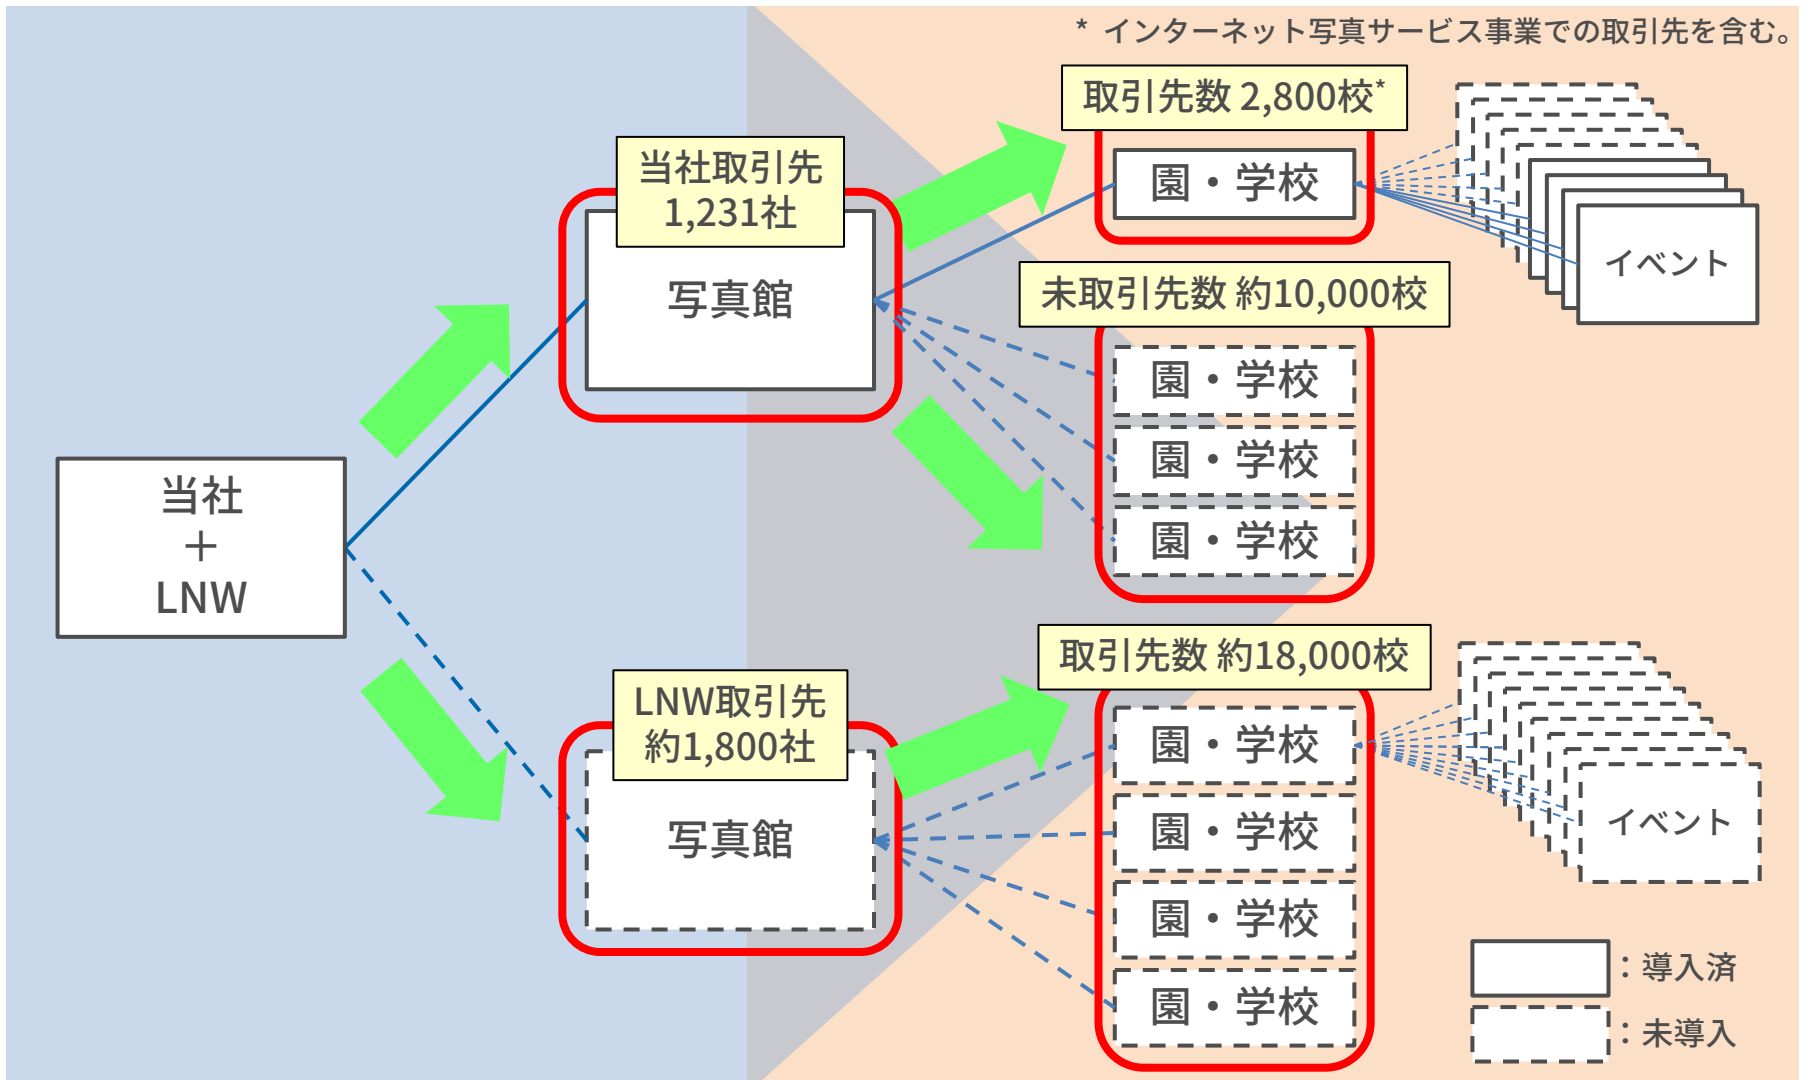 * インターネット写真サービス事業での取引先を含む。
取引先数 2,800校*
園・学校
イベント
当社取引先
1,231社
写真館
未取引先数 約10,000校
園・学校
園・学校
園・学校
当社
＋
LNW
取引先数 約18,000校
LNW取引先
約1,800社
写真館
園・学校
園・学校
園・学校
園・学校
イベント
：導入済
：未導入